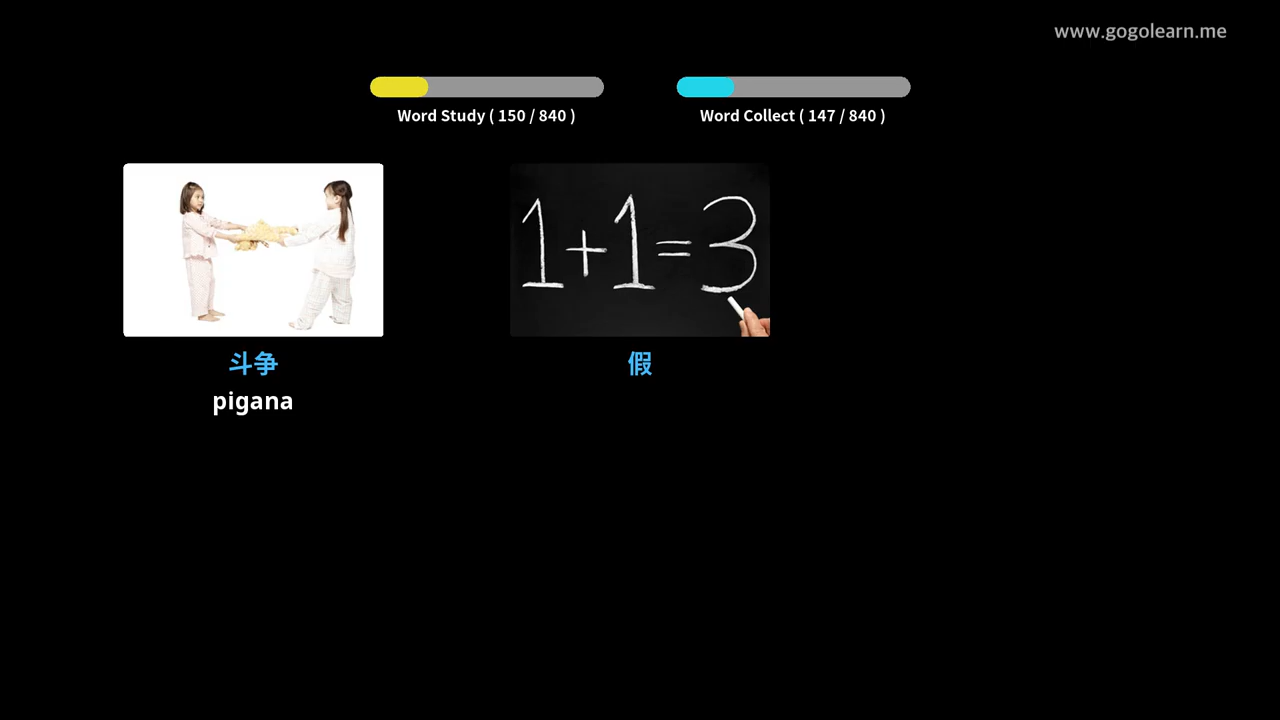 www.gogolearn.me
Word Study ( 150 / 840 )
Word Collect ( 147 / 840 )
1+1=3
斗争
假
pigana